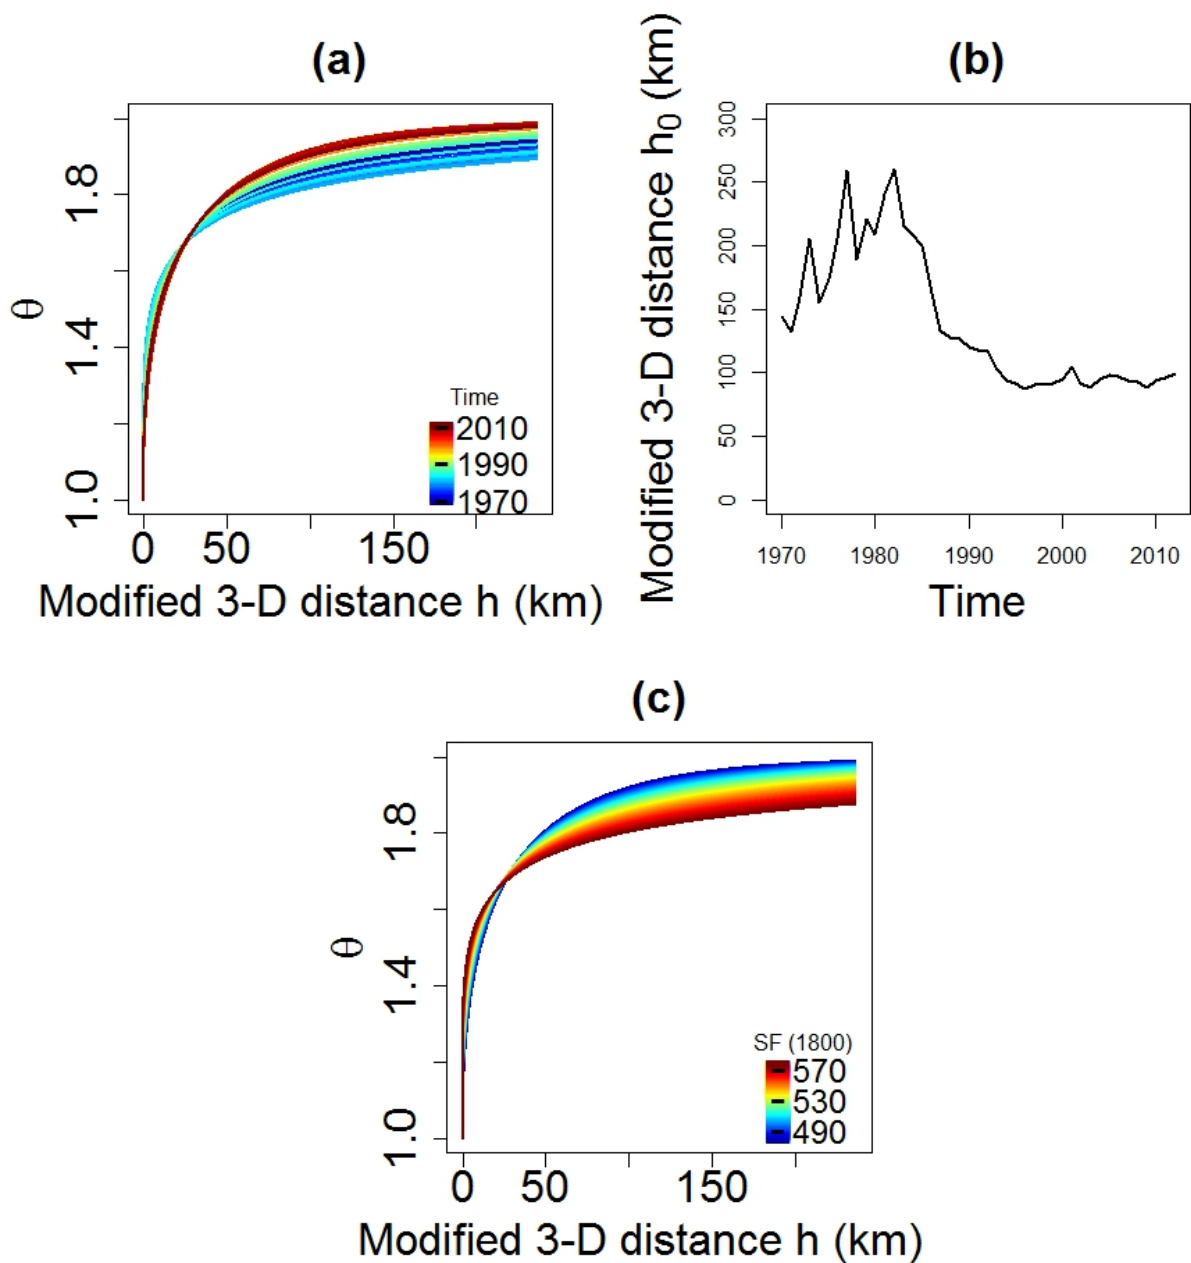 (a)
θ
1.0
1.4
1.8
Time
2010
1990
1970
0 50 150
Modified 3-D distance h (km)
(b)
Modified 3-D distance h₀ (km)
300
250
200
150
100
50
0
1970 1980 1990 2000 2010
Time
(c)
θ
1.0
1.4
1.8
SF (1800)
570
530
490
0 50 150
Modified 3-D distance h (km)